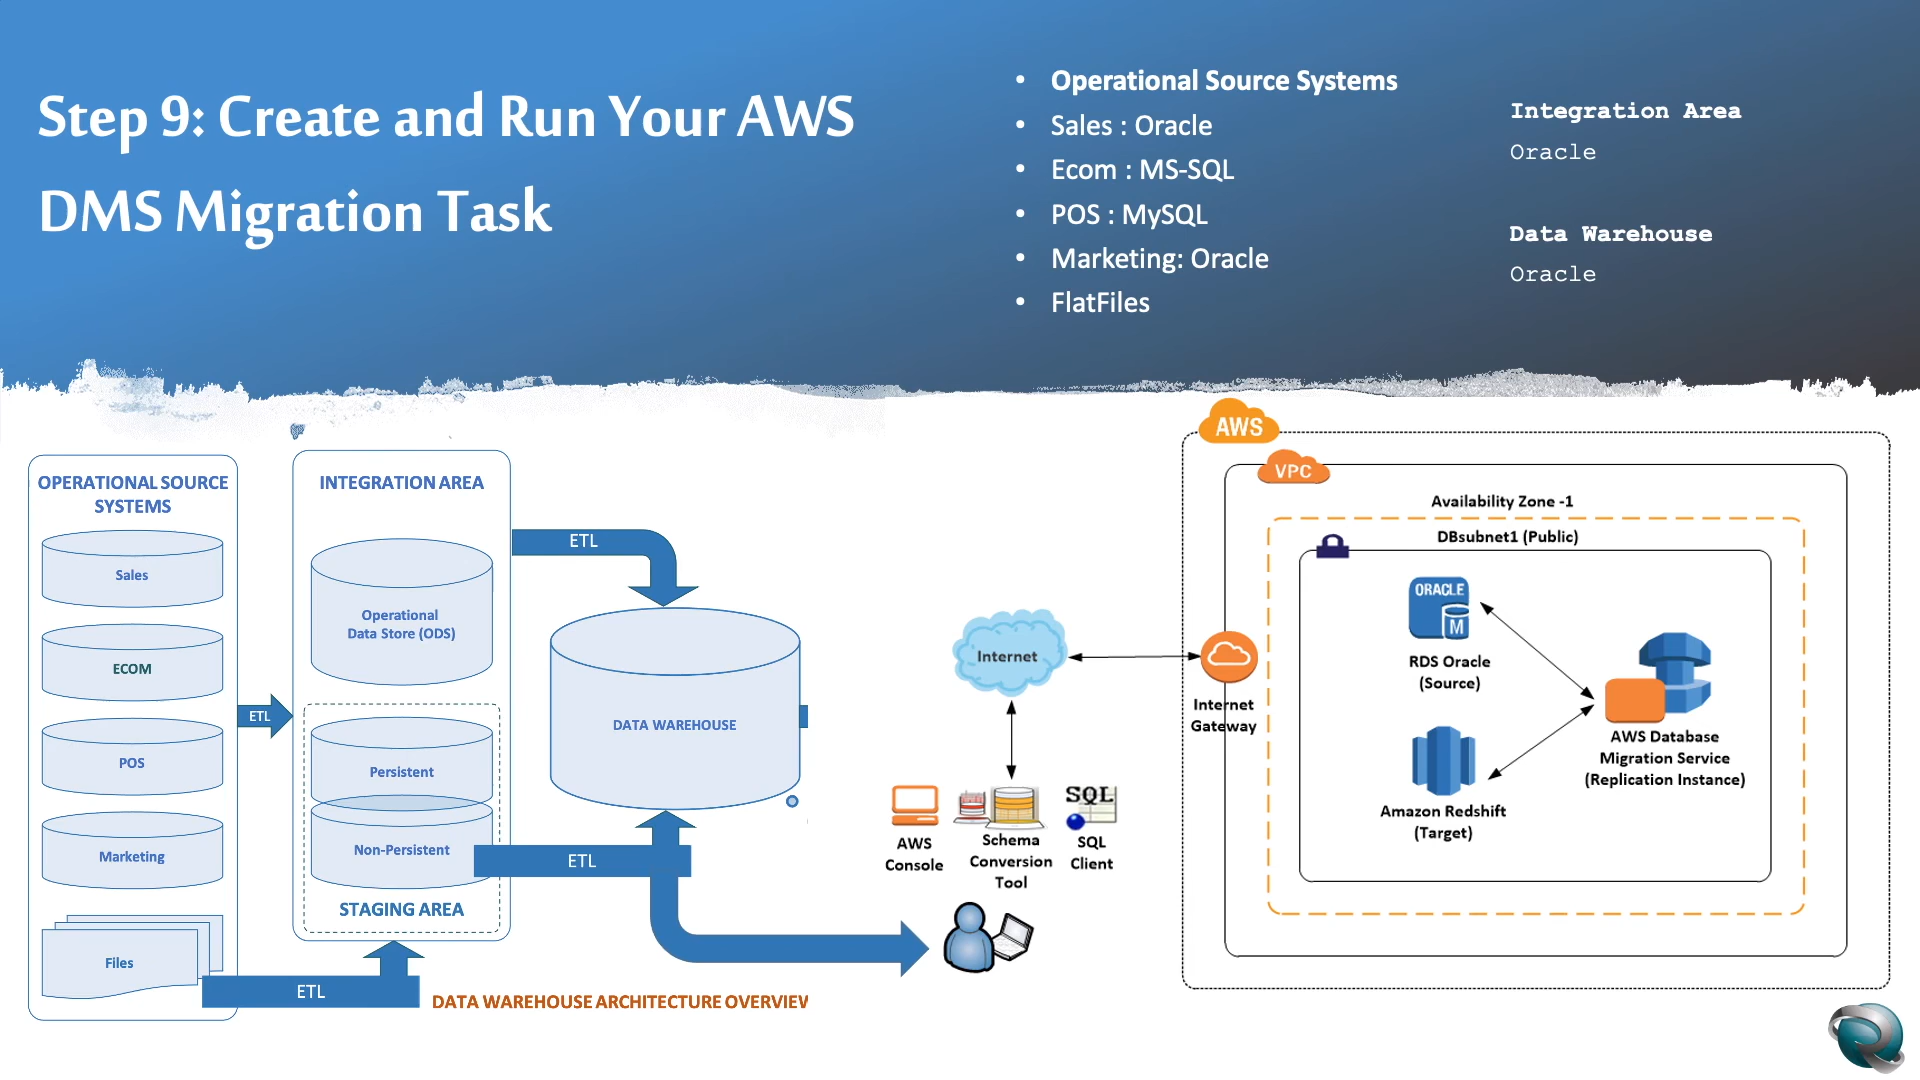 Step 9: Create and Run Your AWS
DMS Migration Task
• Operational Source Systems
• Sales : Oracle
• Ecom : MS-SQL
• POS : MySQL
• Marketing: Oracle
• FlatFiles
Integration Area
Oracle
Data Warehouse
Oracle
OPERATIONAL SOURCE
SYSTEMS
Sales
ECOM
POS
Marketing
Files
ETL
ETL
INTEGRATION AREA
Operational
Data Store (ODS)
Persistent
Non-Persistent
STAGING AREA
ETL
ETL
DATA WAREHOUSE
DATA WAREHOUSE ARCHITECTURE OVERVIEW
Internet
AWS
Console
Schema
Conversion
Tool
SQL
SQL
Client
Internet
Gateway
AWS
VPC
Availability Zone -1
DBsubnet1 (Public)
ORACLE
M
RDS Oracle
(Source)
Amazon Redshift
(Target)
AWS Database
Migration Service
(Replication Instance)